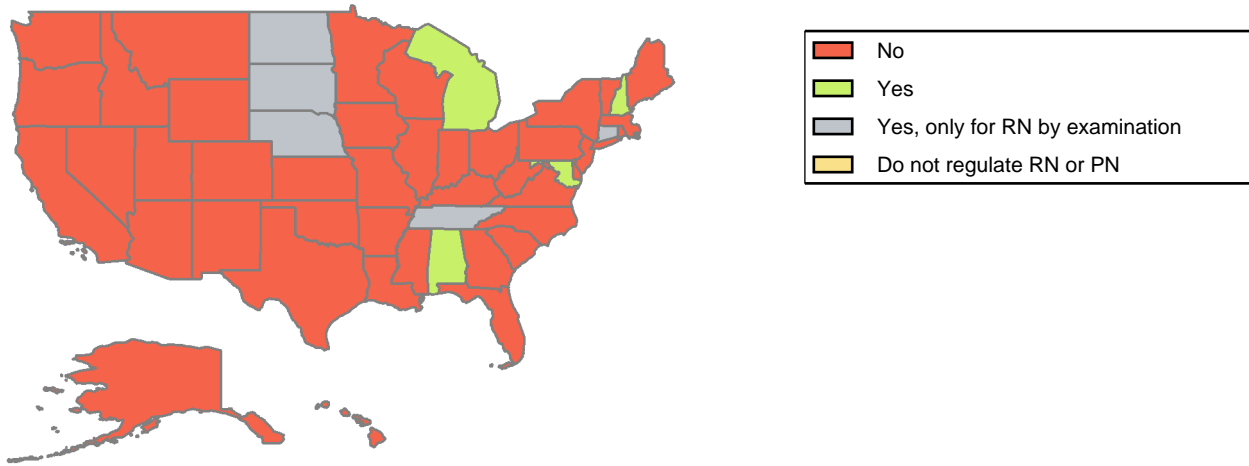 No
Yes
Yes, only for RN by examination
Do not regulate RN or PN